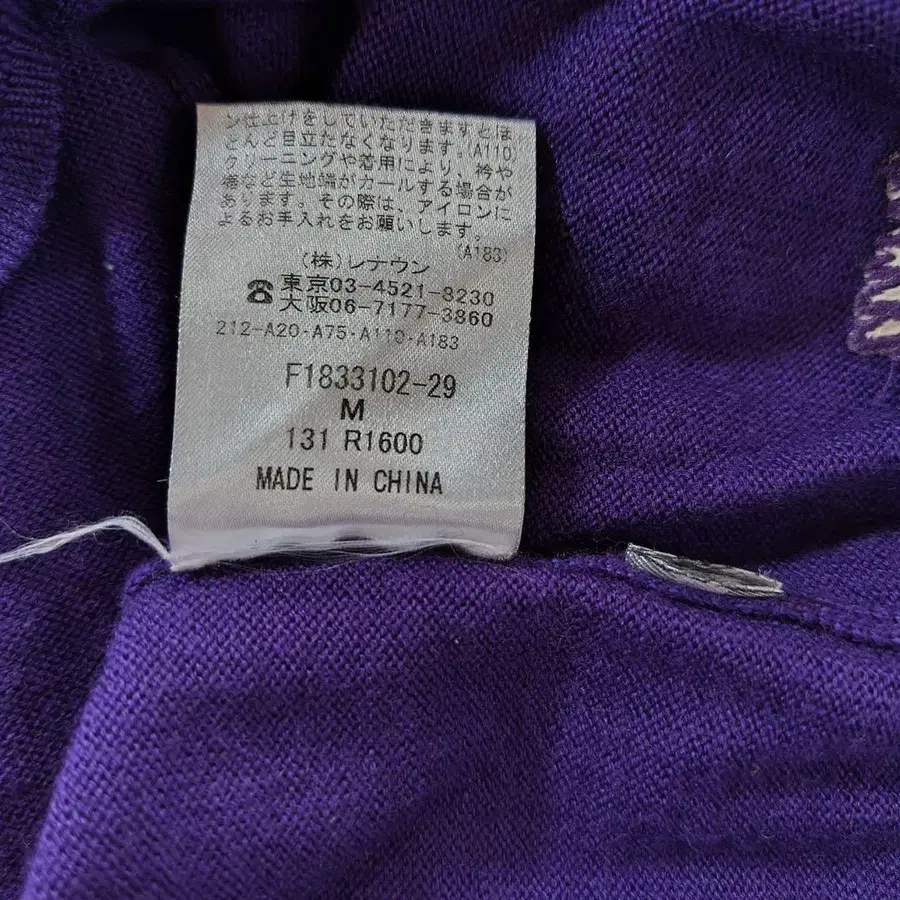 ン仕上げをしていただきますとほ
とんど目立たなくなります。(A110)
クリーニングや着用により、衿や
裾など生地端がカールする場合が
あります。その際は、アイロンに
よるお手入れをお願いします。
(A183)
(株)レナウン
☎東京03-4521-8230
大阪06-7177-3860
212-A20-A75-A110-A183
F1833102-29
M
131 R1600
MADE IN CHINA